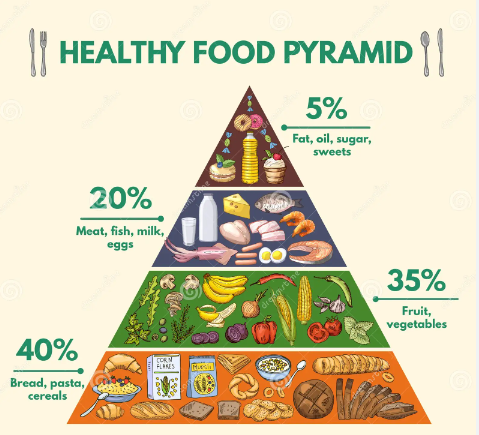 HEALTHY FOOD PYRAMID
5%
Fat, oil, sugar,
sweets
20%
Meat, fish, milk,
eggs
35%
Fruit,
vegetables
40%
Bread, pasta,
cereals
CORN
FLAKES